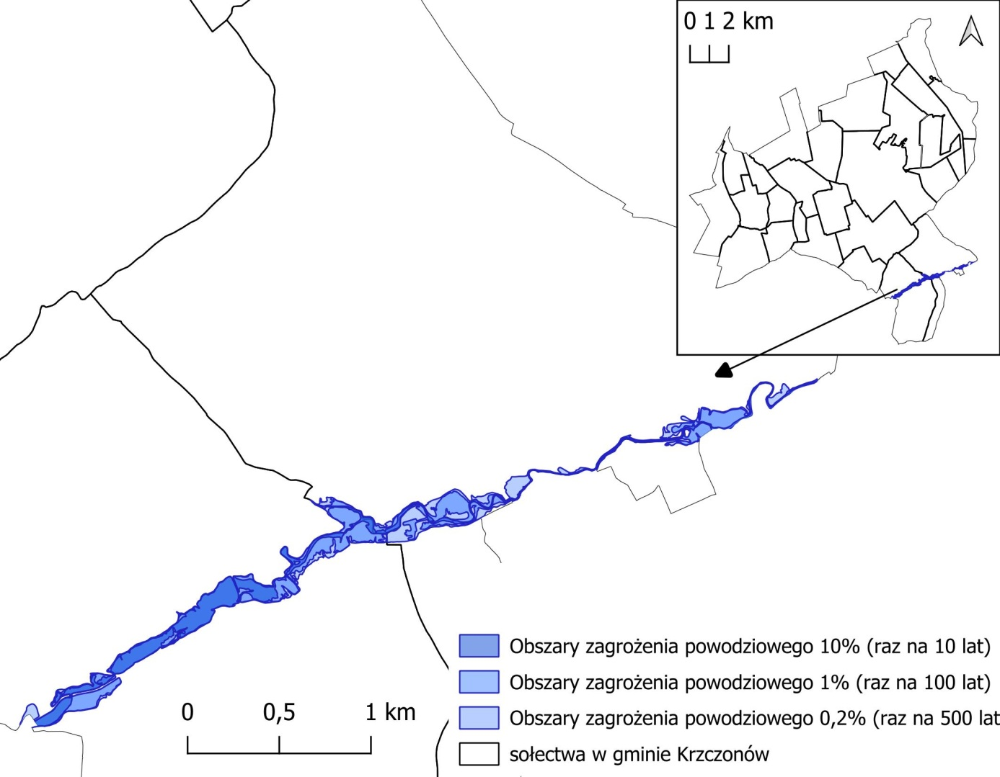 0 1 2 km
Obszary zagrożenia powodziowego 10% (raz na 10 lat)
Obszary zagrożenia powodziowego 1% (raz na 100 lat)
Obszary zagrożenia powodziowego 0,2% (raz na 500 lat
sołectwa w gminie Krzczonów
0 0,5 1 km